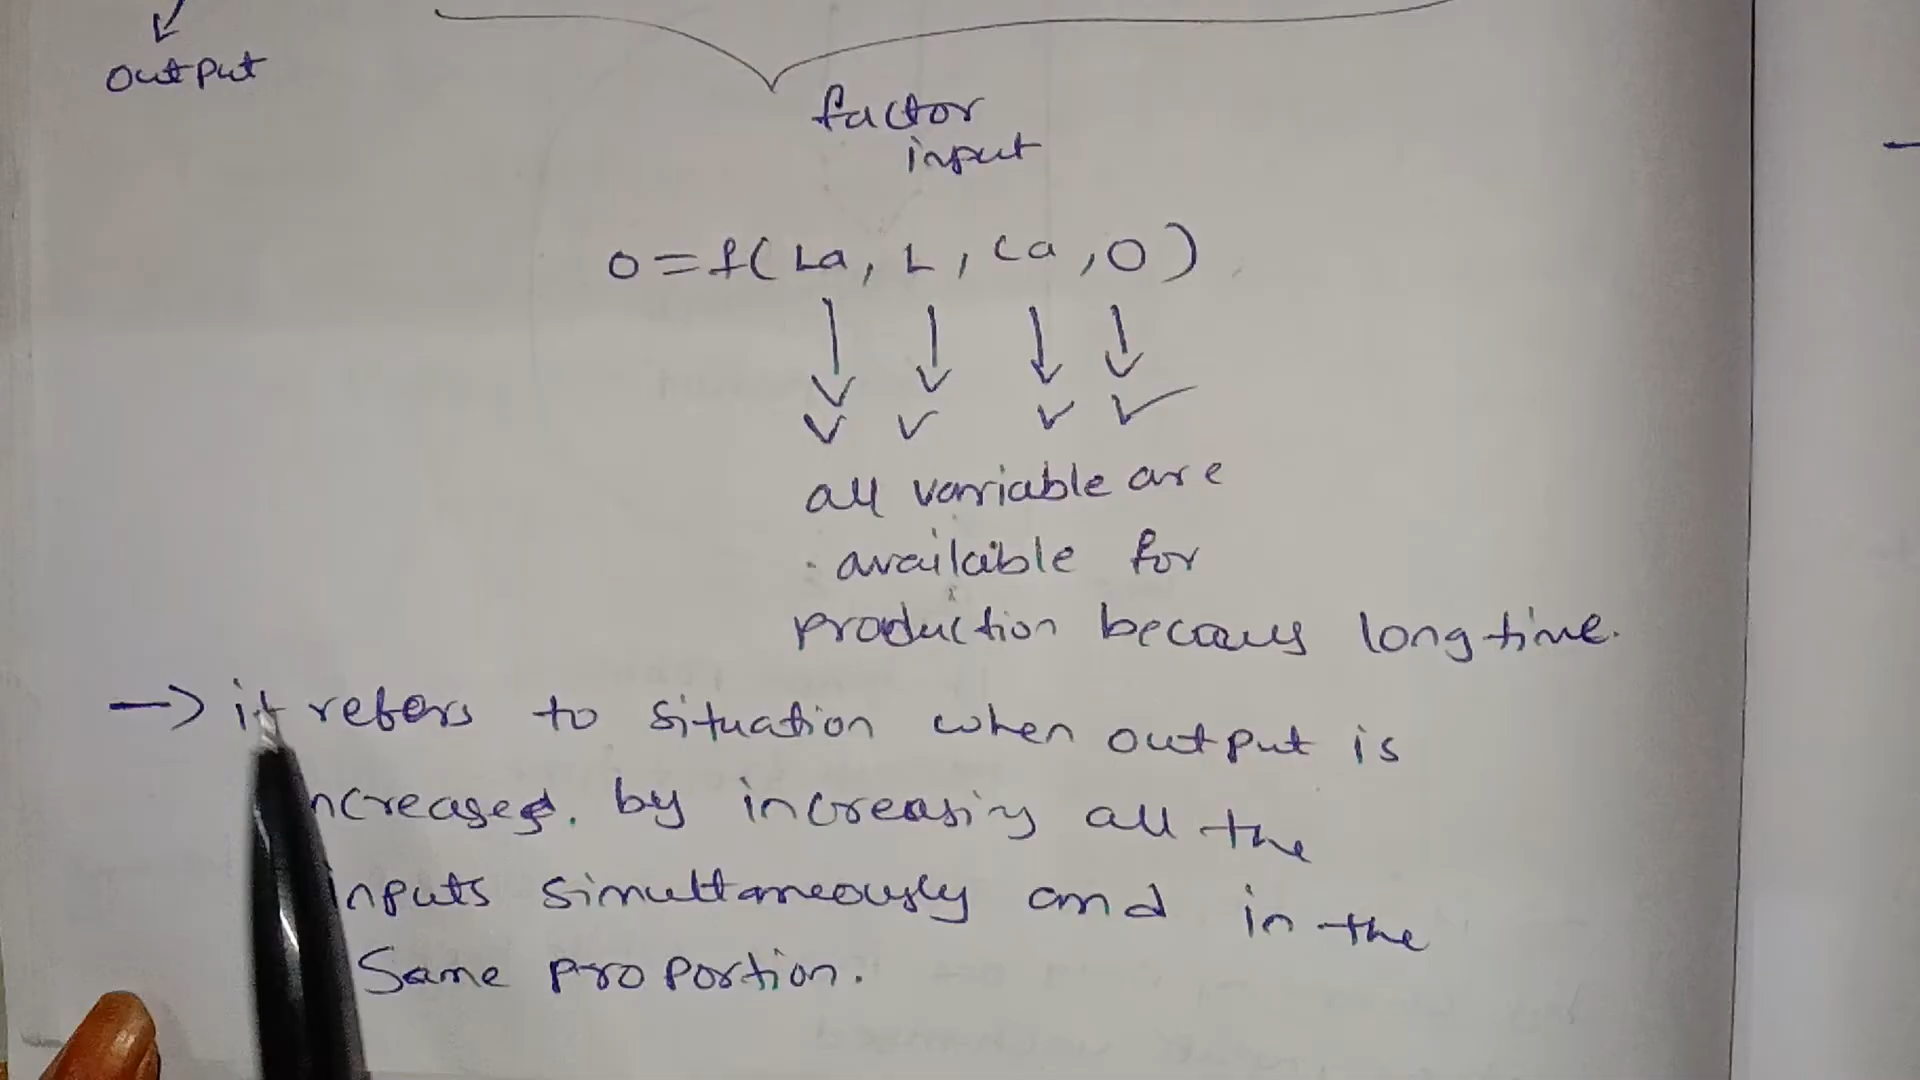 output
factor
input
o = f( La, L, Ca, O )
all variable are
available for
production becaus long time.
-> it refers to situation when output is
increased. by increasing all the
inputs simultaneously and in the
Same proportion.